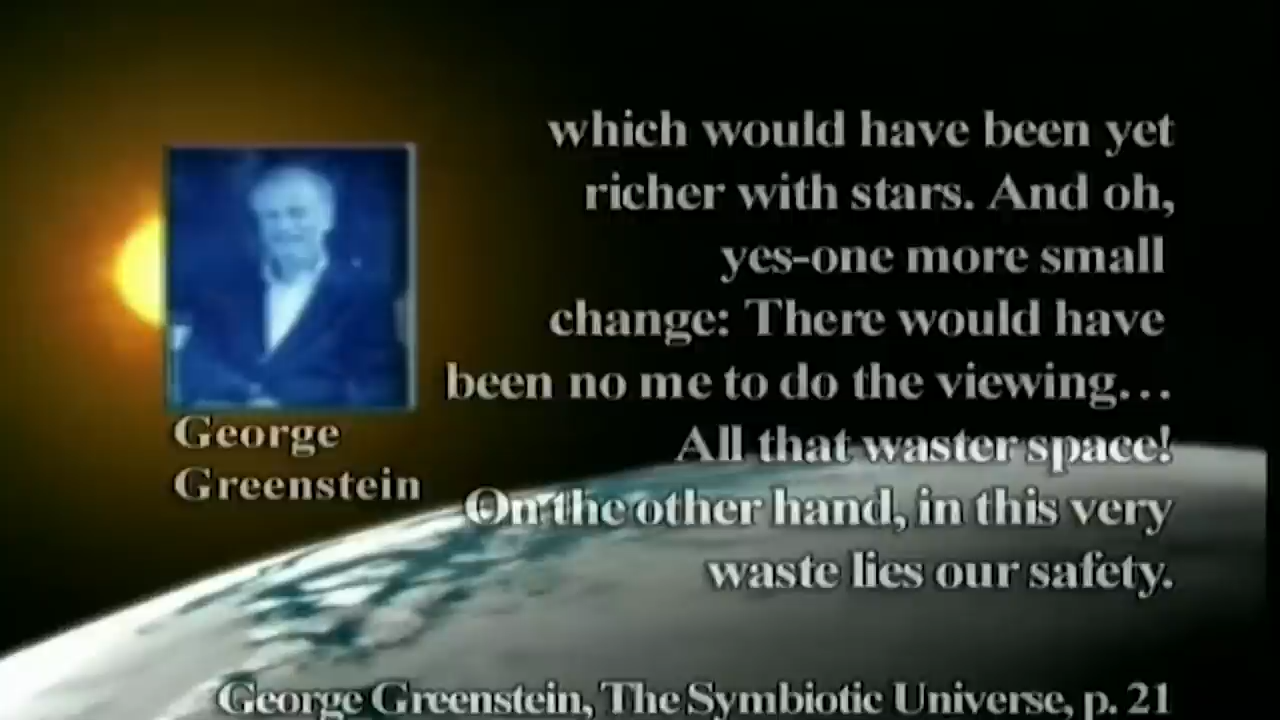 which would have been yet
richer with stars. And oh,
yes-one more small
change: There would have
been no me to do the viewing…
All that waster space!
On the other hand, in this very
waste lies our safety.
George
Greenstein
George Greenstein, The Symbiotic Universe, p. 21